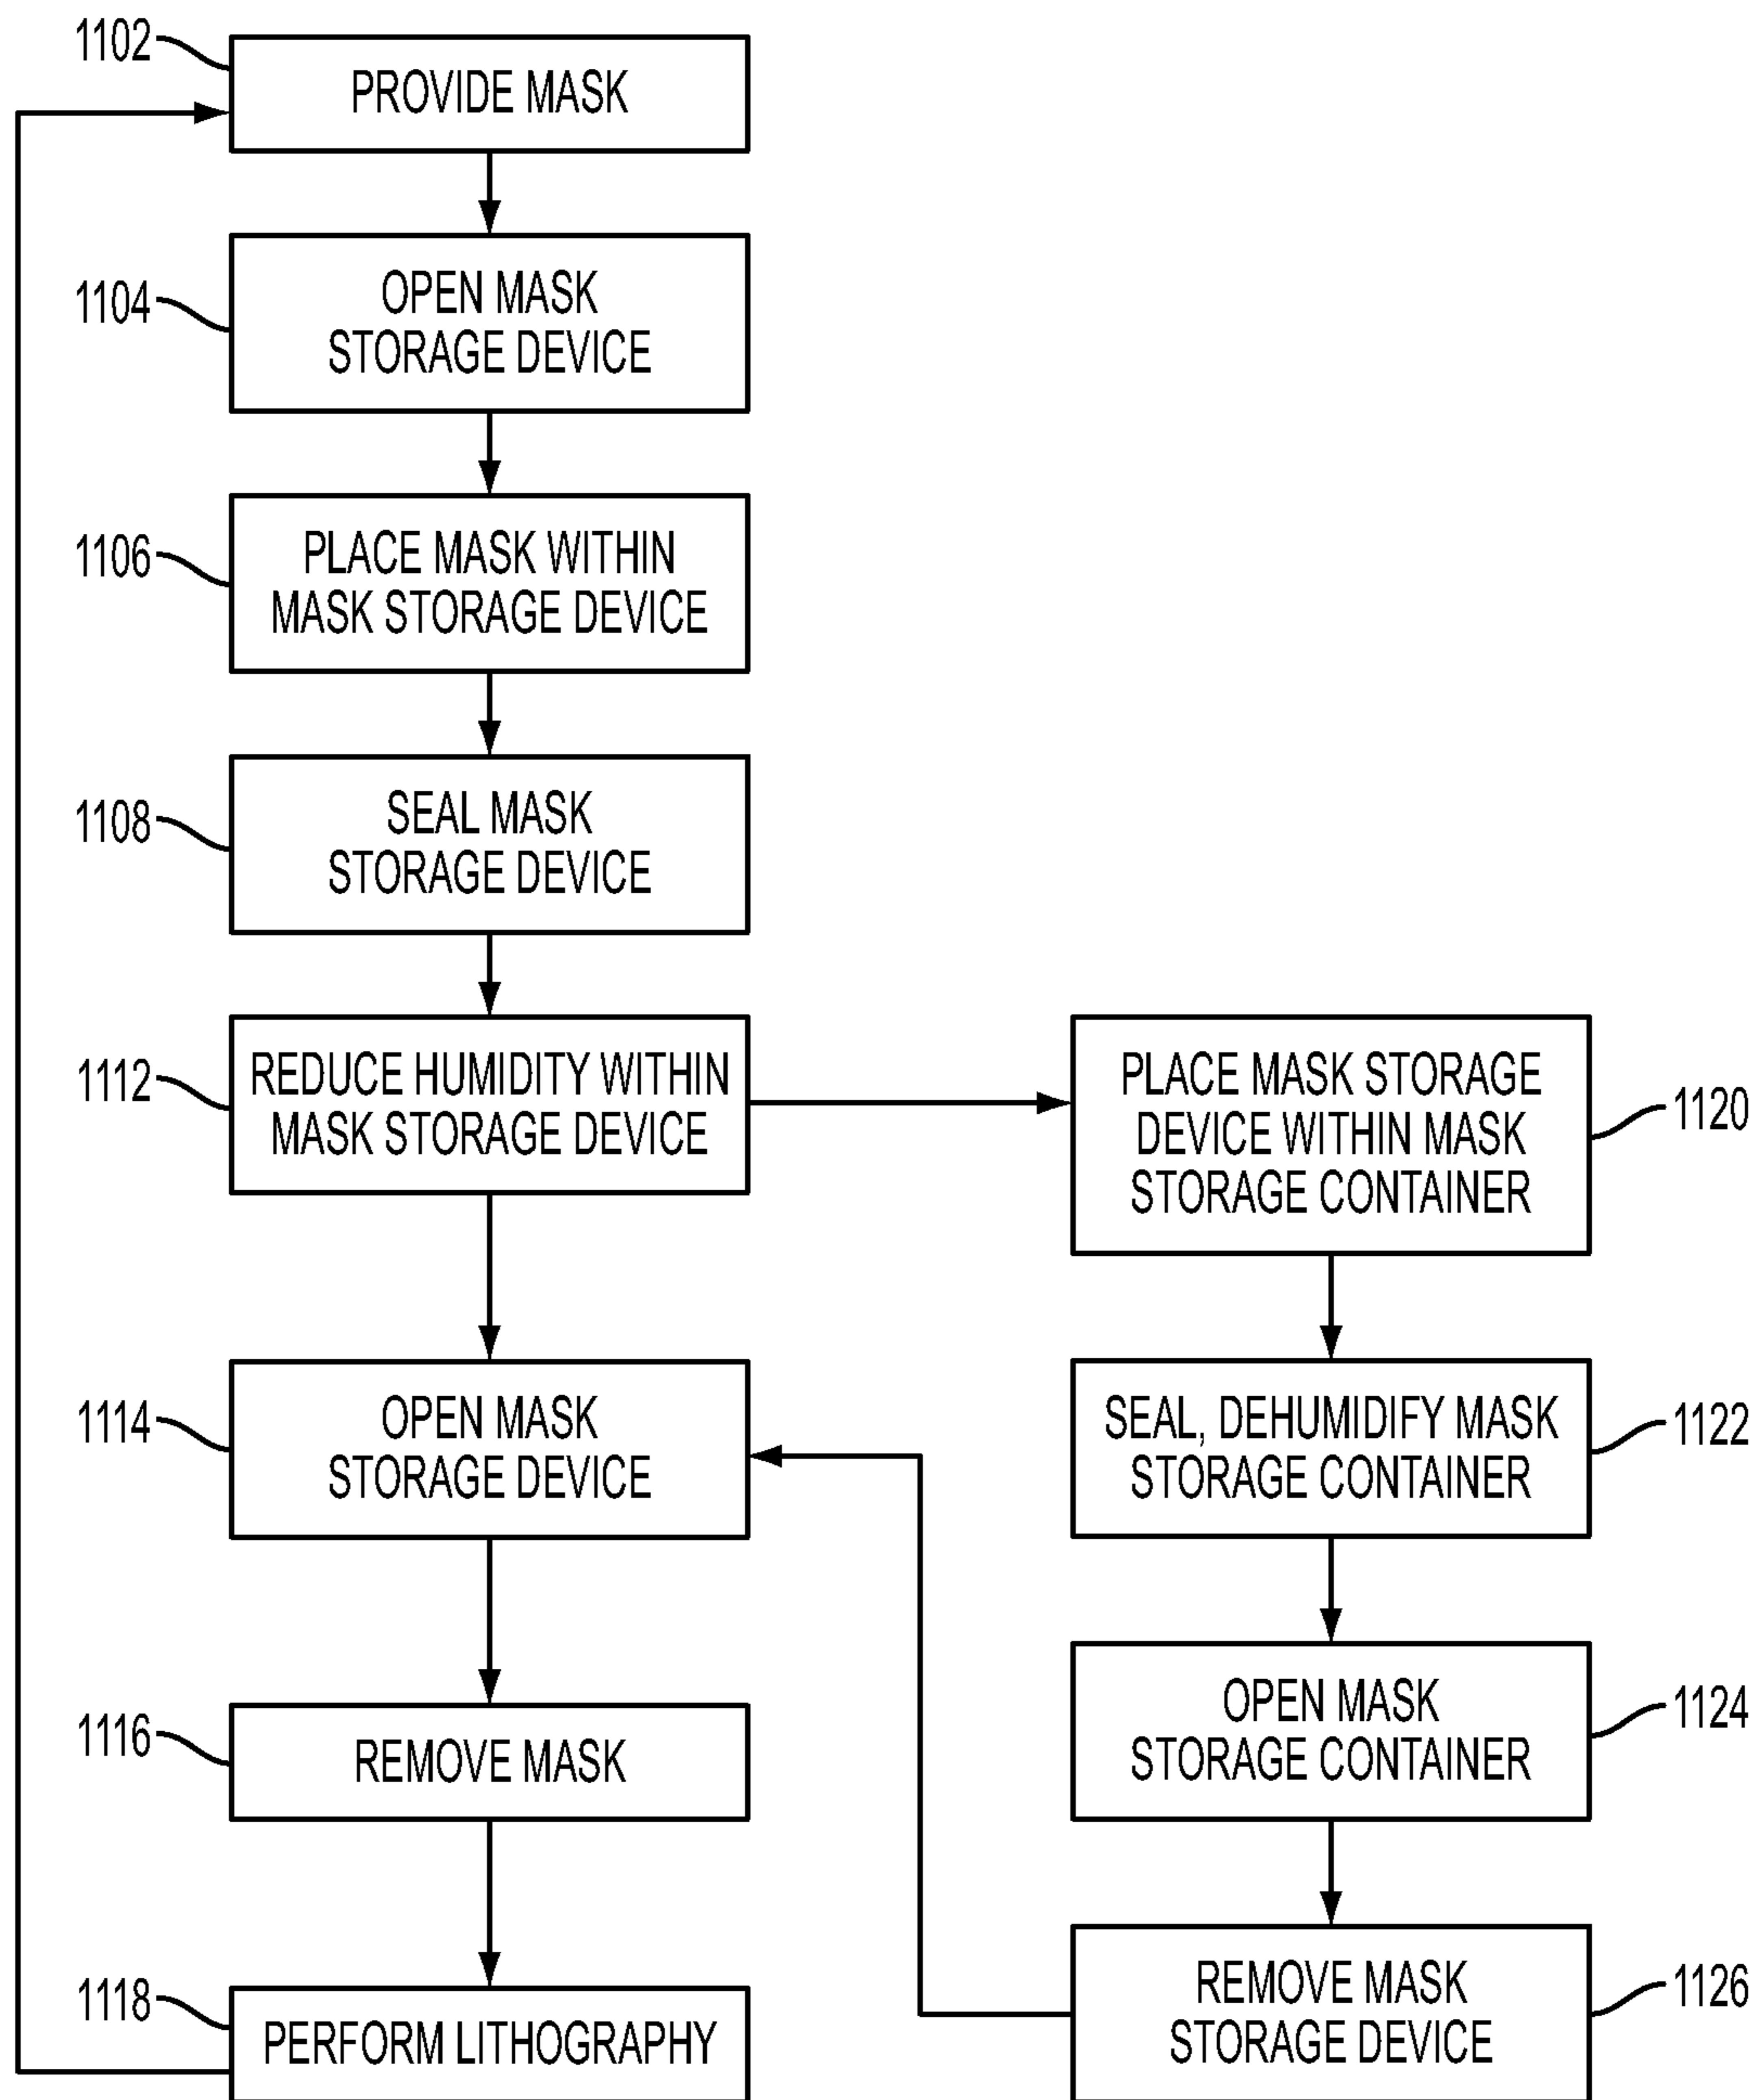 1102
PROVIDE MASK
1104
OPEN MASK
STORAGE DEVICE
1106
PLACE MASK WITHIN
MASK STORAGE DEVICE
1108
SEAL MASK
STORAGE DEVICE
1112
REDUCE HUMIDITY WITHIN
MASK STORAGE DEVICE
1114
OPEN MASK
STORAGE DEVICE
1116
REMOVE MASK
1118
PERFORM LITHOGRAPHY
PLACE MASK STORAGE
DEVICE WITHIN MASK
STORAGE CONTAINER
1120
SEAL, DEHUMIDIFY MASK
STORAGE CONTAINER
1122
OPEN MASK
STORAGE CONTAINER
1124
REMOVE MASK
STORAGE DEVICE
1126